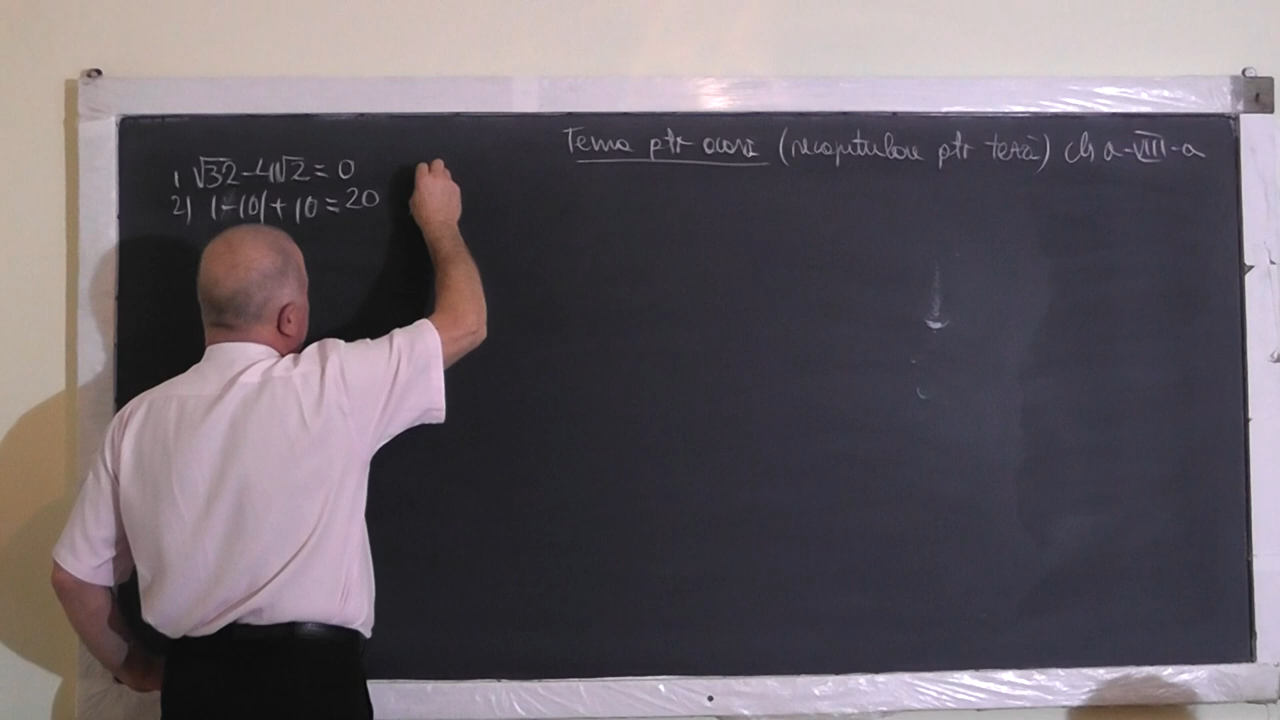 Tema ptr acasă (recapitulare ptr teză) cls a-VIII-a
1) √32-4√2 = 0
2) |-10|+10=20